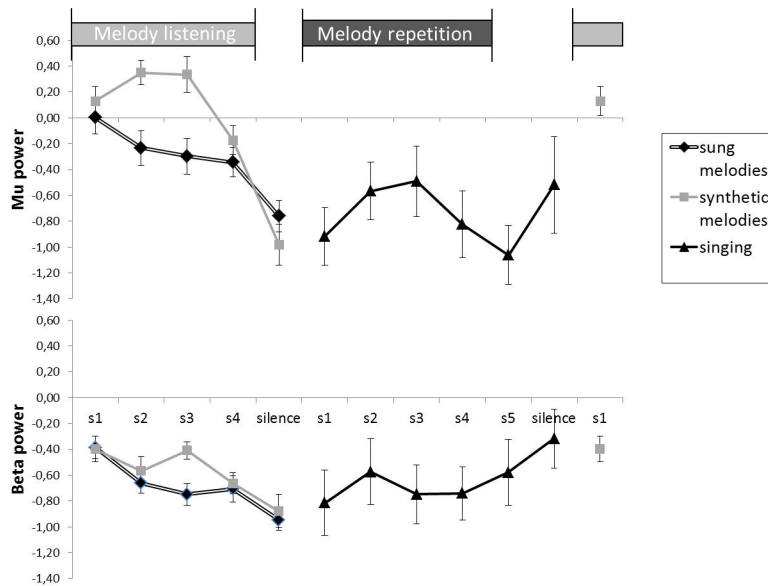 Melody listening
Melody repetition
0,60
0,40
0,20
0,00
-0,20
-0,40
-0,60
-0,80
-1,00
-1,20
-1,40
Mu power
sung
melodies
synthetic
melodies
singing
0,60
0,40
0,20
0,00
-0,20
-0,40
-0,60
-0,80
-1,00
-1,20
-1,40
Beta power
s1 s2 s3 s4 silence s1 s2 s3 s4 s5 silence s1